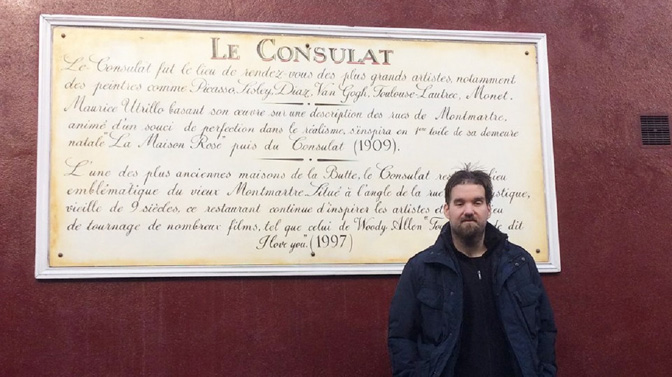 LE CONSULAT
Le Consulat fut le lieu de rendez-vous des plus grands artistes, notamment
des peintres comme Picasso, Sisley, Diaz, Van Gogh, Toulouse-Lautrec, Monet.
Maurice Utrillo basant son œuvre sur une description des rues de Montmartre,
animé d'un souci de perfection dans le réalisme, s'inspira en 1ère toile de sa demeure
natale "La Maison Rose puis du Consulat (1909).
L'une des plus anciennes maisons de la Butte, le Consulat
emblématique du vieux Montmartre Situé à l'angle de la rue
vieille de 9 siècles, ce restaurant continue d'inspirer les artistes
de tournage de nombreux films, tel que celui de Woody Allen dit
I love you." (1997)